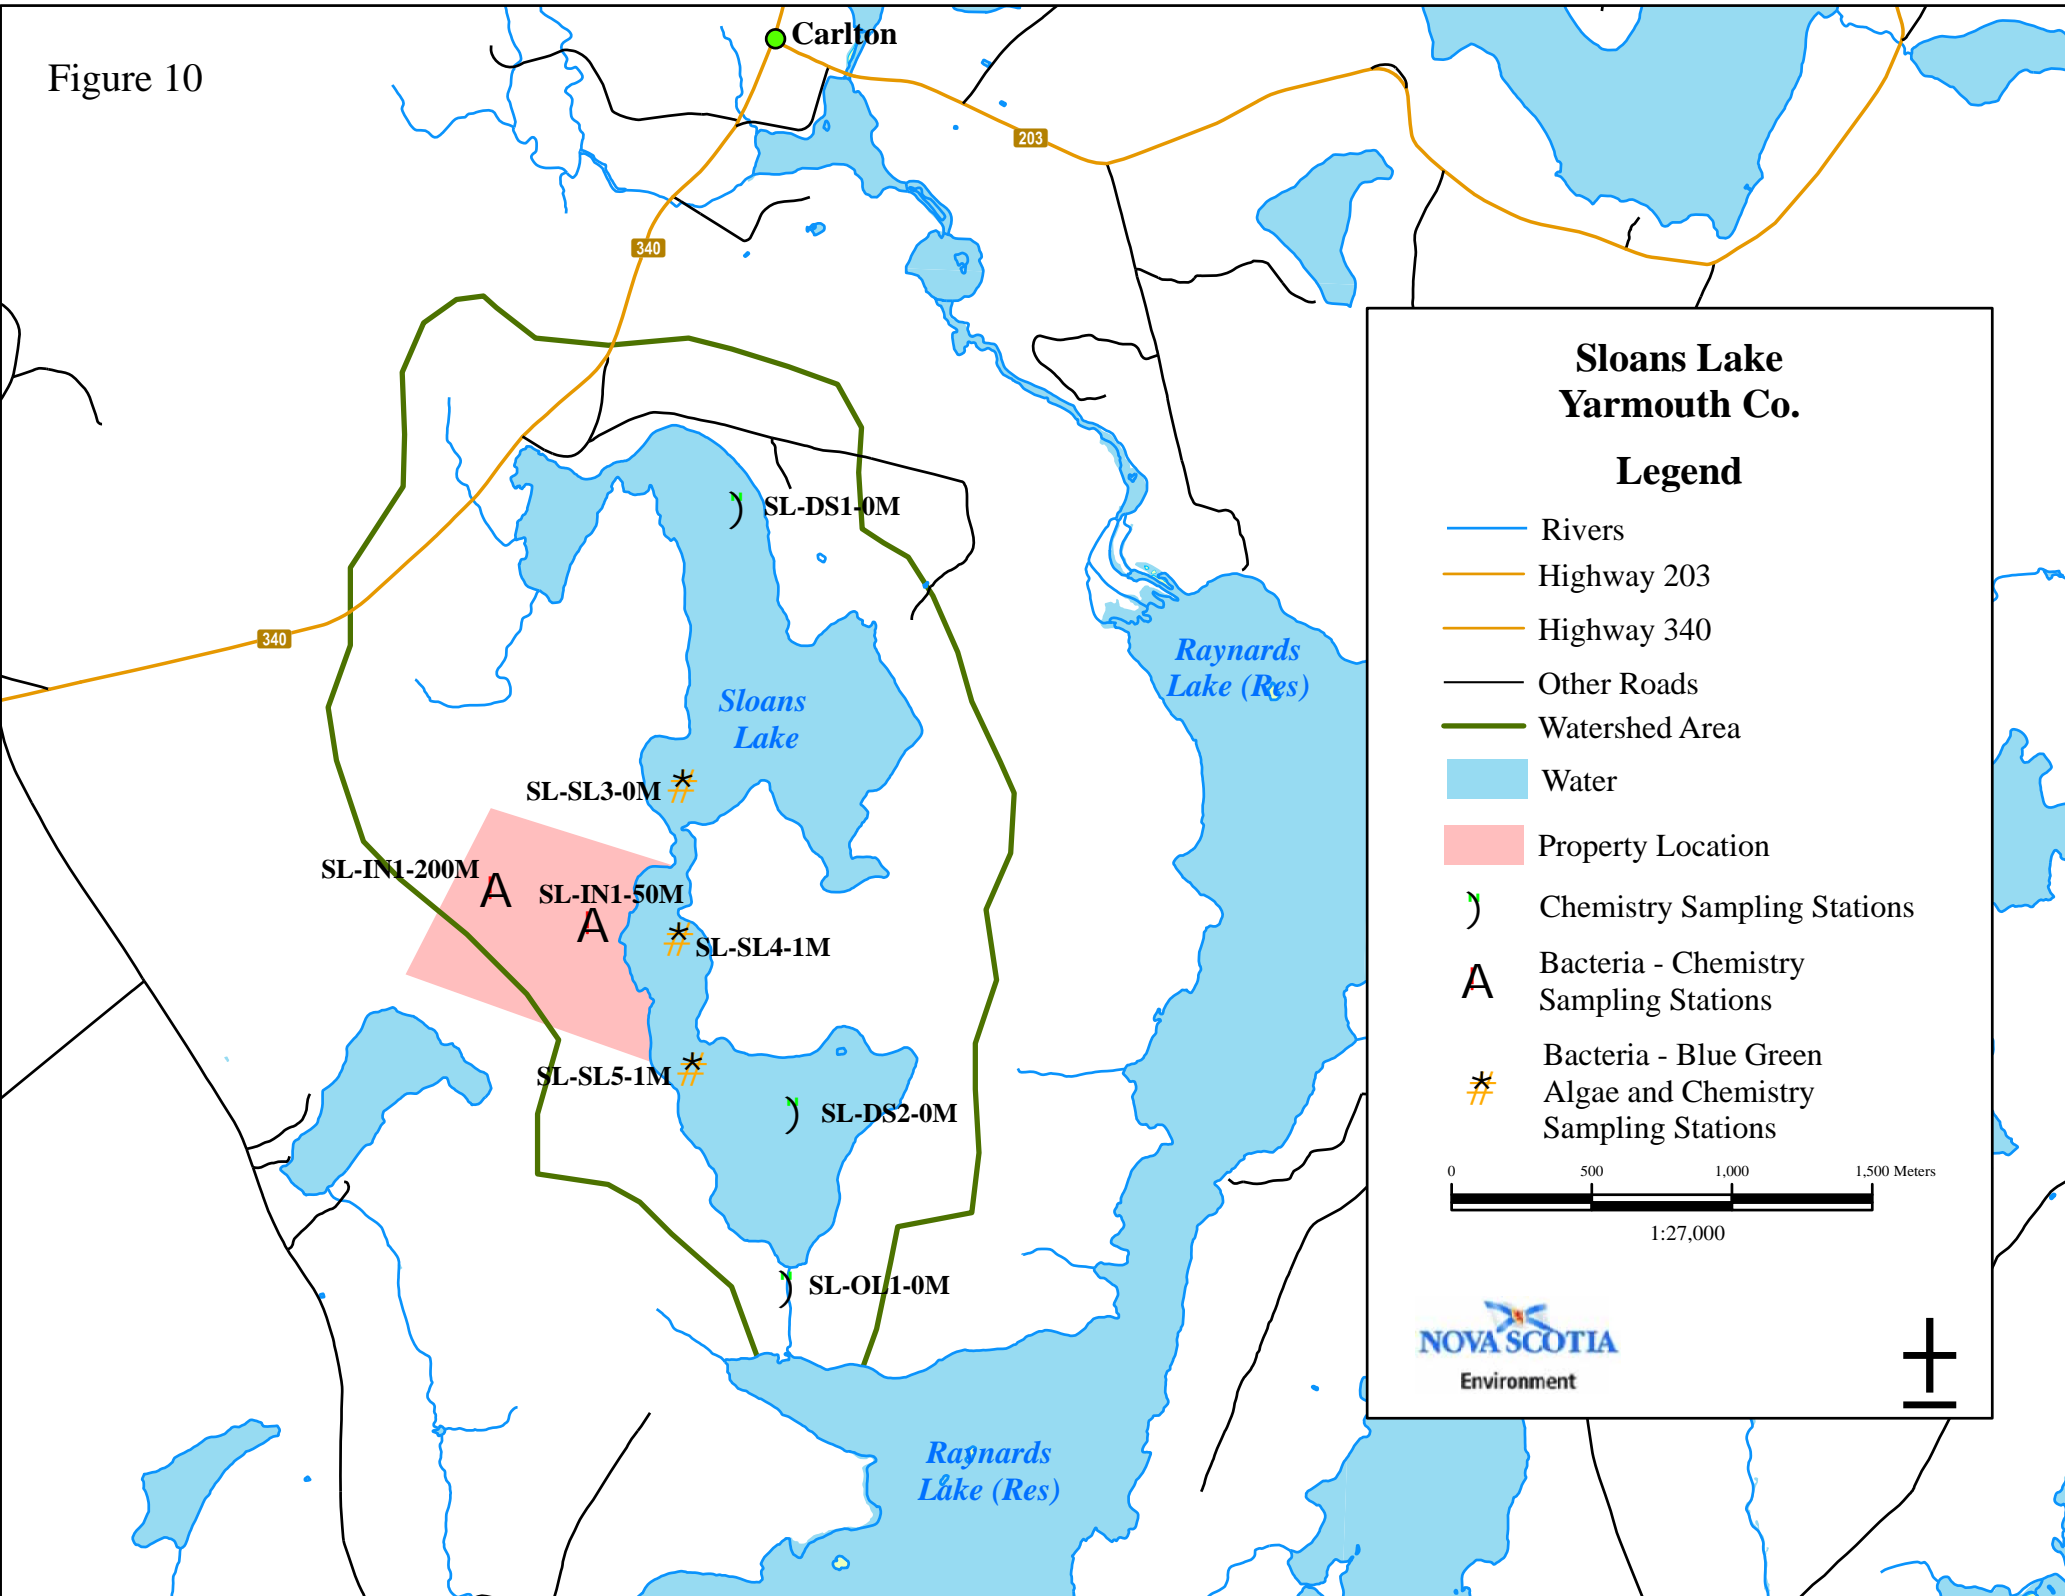 Figure 10
Carlton
203
340
340
SL-DS1-0M
Sloans
Lake
Raynards
Lake (Res)
SL-SL3-0M
SL-IN1-200M
SL-IN1-50M
SL-SL4-1M
SL-SL5-1M
SL-DS2-0M
SL-OL1-0M
Raynards
Lake (Res)
Sloans Lake
Yarmouth Co.
Legend
Rivers
Highway 203
Highway 340
Other Roads
Watershed Area
Water
Property Location
) Chemistry Sampling Stations
A Bacteria - Chemistry
Sampling Stations
Bacteria - Blue Green
*# Algae and Chemistry
Sampling Stations
0 500 1,000 1,500 Meters
1:27,000
NOVA SCOTIA
Environment